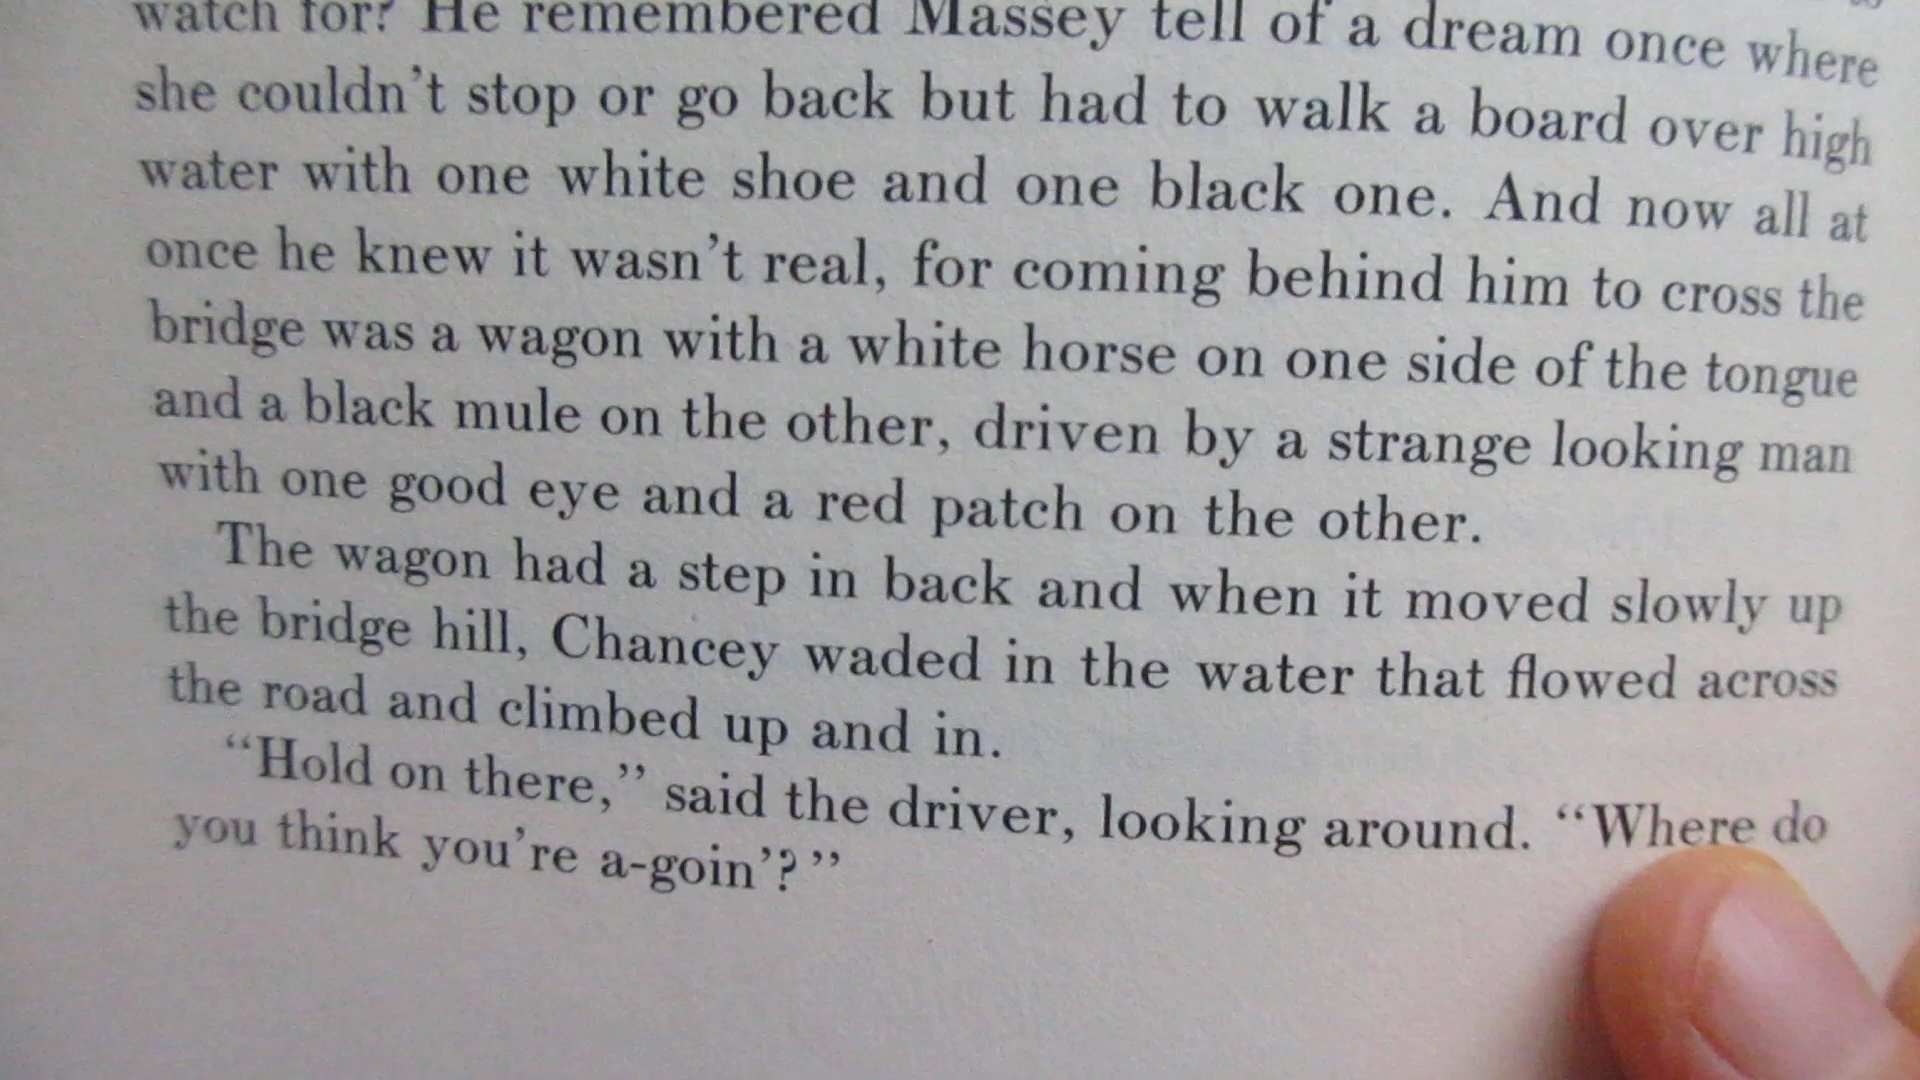 watch for? He remembered Massey tell of a dream once where
she couldn't stop or go back but had to walk a board over high
water with one white shoe and one black one. And now all at
once he knew it wasn't real, for coming behind him to cross the
bridge was a wagon with a white horse on one side of the tongue
and a black mule on the other, driven by a strange looking man
with one good eye and a red patch on the other.
The wagon had a step in back and when it moved slowly up
the bridge hill, Chancey waded in the water that flowed across
the road and climbed up and in.
“Hold on there,” said the driver, looking around. “Where do
you think you're a-goin'?”